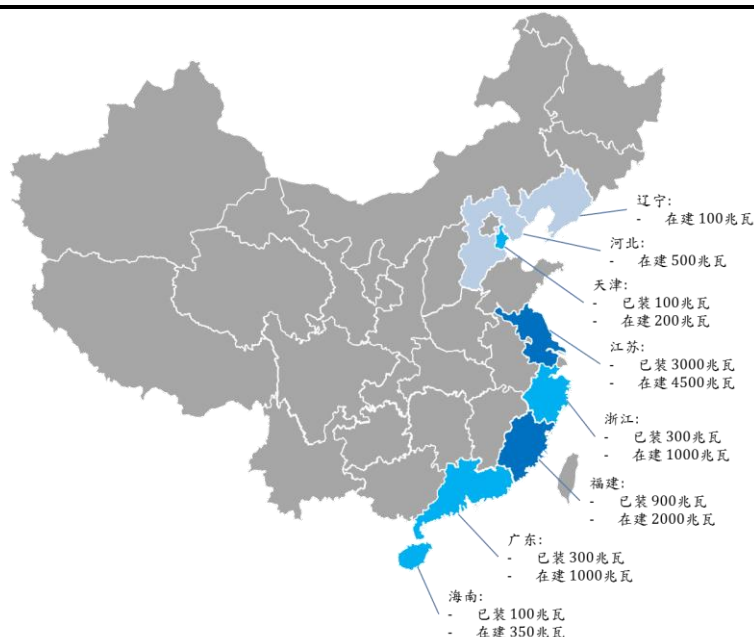 辽宁:
- 在建100兆瓦
河北:
- 在建500兆瓦
天津:
- 已装100兆瓦
- 在建200兆瓦
江苏:
- 已装3000兆瓦
- 在建4500兆瓦
浙江:
- 已装300兆瓦
- 在建1000兆瓦
福建:
- 已装900兆瓦
- 在建2000兆瓦
广东:
- 已装300兆瓦
- 在建1000兆瓦
海南:
- 已装100兆瓦
- 在建350兆瓦